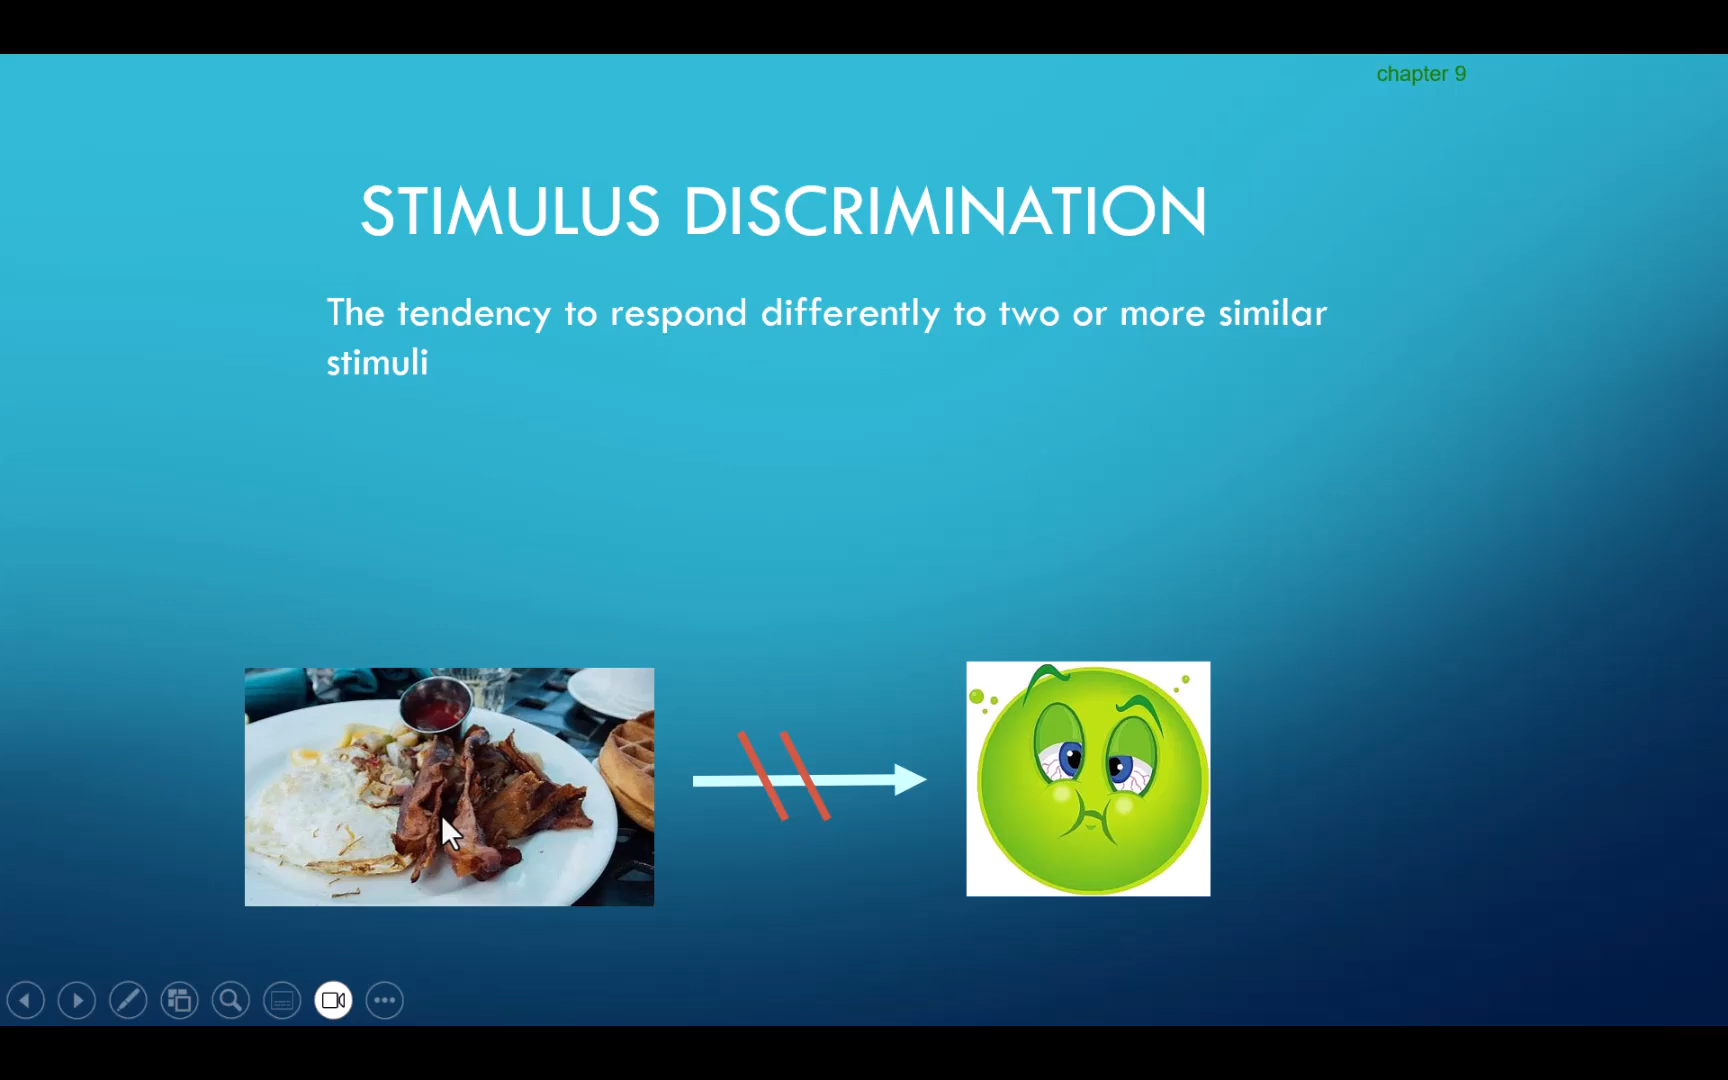 chapter 9
STIMULUS DISCRIMINATION
The tendency to respond differently to two or more similar
stimuli